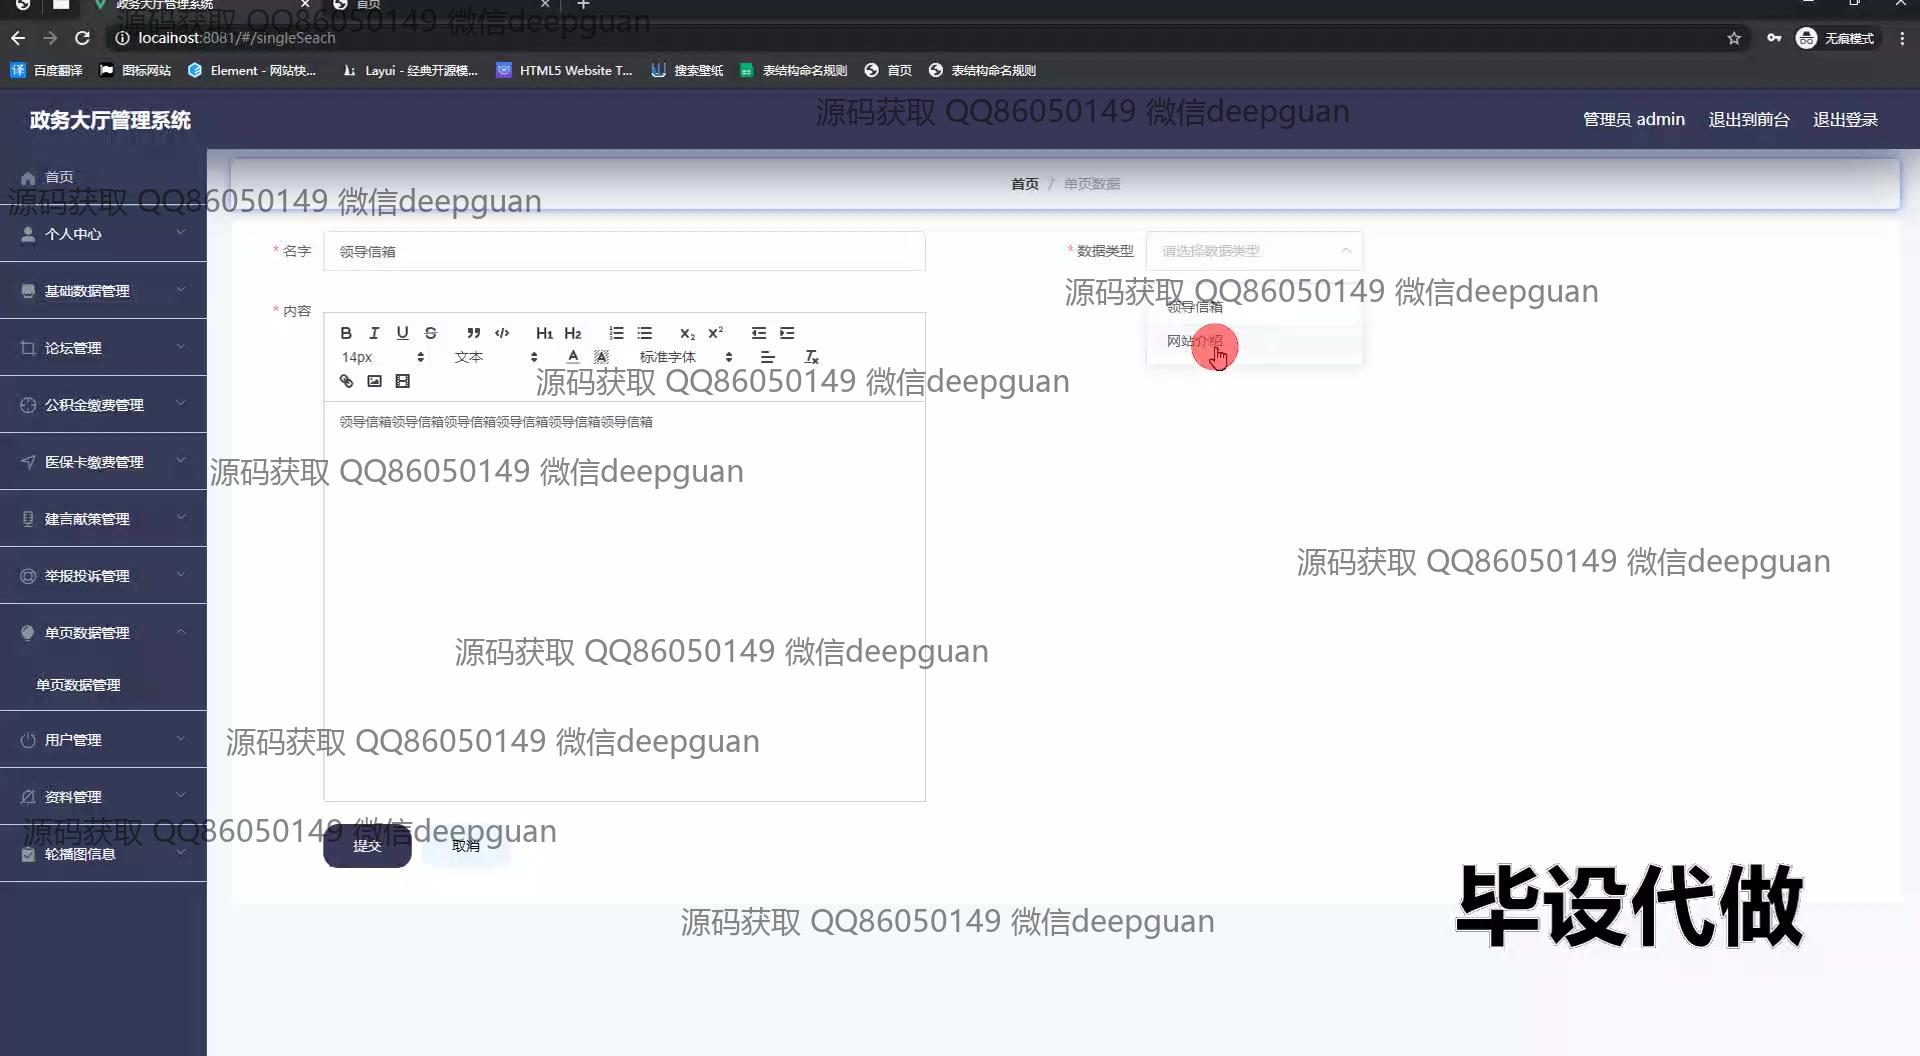 政务大厅管理系统
首页
源码获取 QQ86050149 微信deepguan
localhost:8081/#/singleSeach
无痕模式
百度翻译
图标网站
Element - 网站快...
Layui - 经典开源模...
HTML5 Website T...
搜索壁纸
表结构命名规则
首页
表结构命名规则
政务大厅管理系统
源码获取 QQ86050149 微信deepguan
管理员 admin
退出到前台
退出登录
首页
首页 / 单页数据
源码获取 QQ86050149 微信deepguan
个人中心
* 名字
领导信箱
* 数据类型
请选择数据类型
基础数据管理
源码获取 QQ86050149 微信deepguan
领导信箱
* 内容
B I U S H1 H2 X2 X2
网站介绍
论坛管理
14px
文本
A
A
标准字体
Tx
源码获取 QQ86050149 微信deepguan
公积金缴费管理
领导信箱领导信箱领导信箱领导信箱领导信箱领导信箱
医保卡缴费管理
源码获取 QQ86050149 微信deepguan
建言献策管理
源码获取 QQ86050149 微信deepguan
举报投诉管理
单页数据管理
源码获取 QQ86050149 微信deepguan
单页数据管理
用户管理
源码获取 QQ86050149 微信deepguan
资料管理
源码获取 QQ86050149 微信deepguan
轮播图信息
提交
取消
毕设代做
源码获取 QQ86050149 微信deepguan